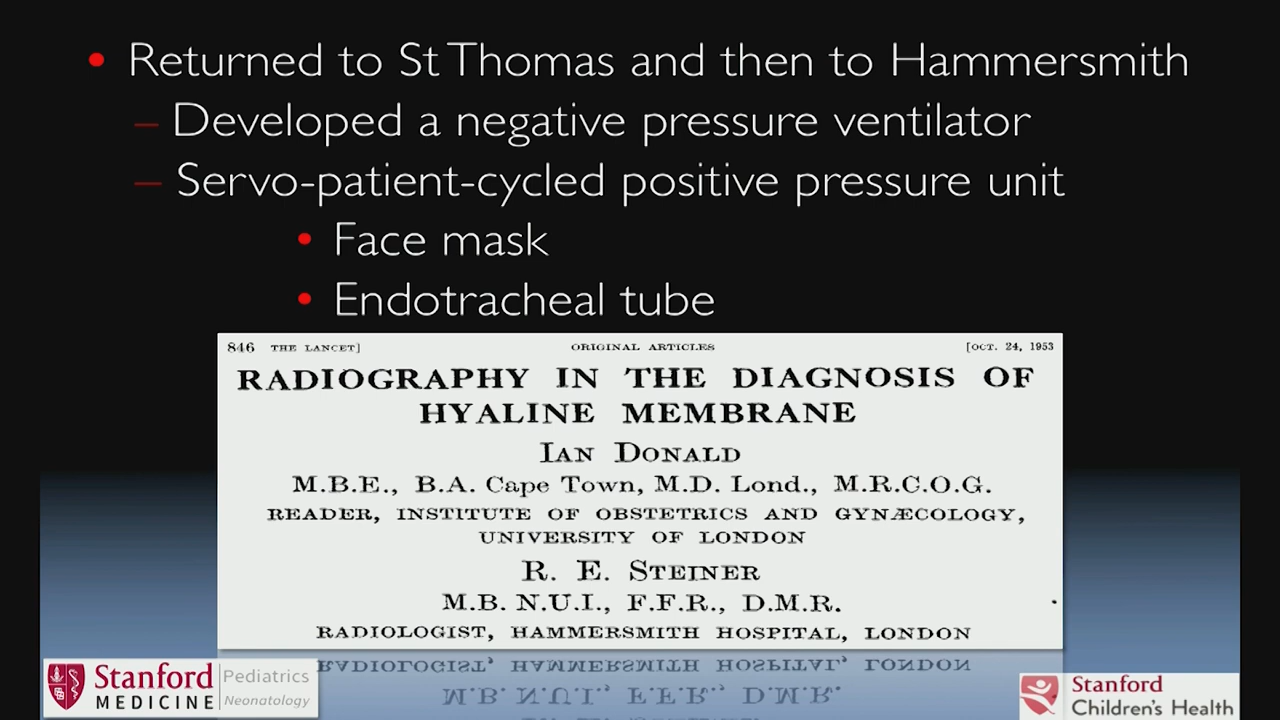 • Returned to St Thomas and then to Hammersmith
– Developed a negative pressure ventilator
– Servo-patient-cycled positive pressure unit
• Face mask
• Endotracheal tube
846 THE LANCET] ORIGINAL ARTICLES [OCT. 24, 1953
RADIOGRAPHY IN THE DIAGNOSIS OF
HYALINE MEMBRANE
IAN DONALD
M.B.E., B.A. Cape Town, M.D. Lond., M.R.C.O.G.
READER, INSTITUTE OF OBSTETRICS AND GYNÆCOLOGY,
UNIVERSITY OF LONDON
R. E. STEINER
M.B. N.U.I., F.F.R., D.M.R.
RADIOLOGIST, HAMMERSMITH HOSPITAL, LONDON
Stanford
MEDICINE
Pediatrics
Neonatology
Stanford
Children's Health